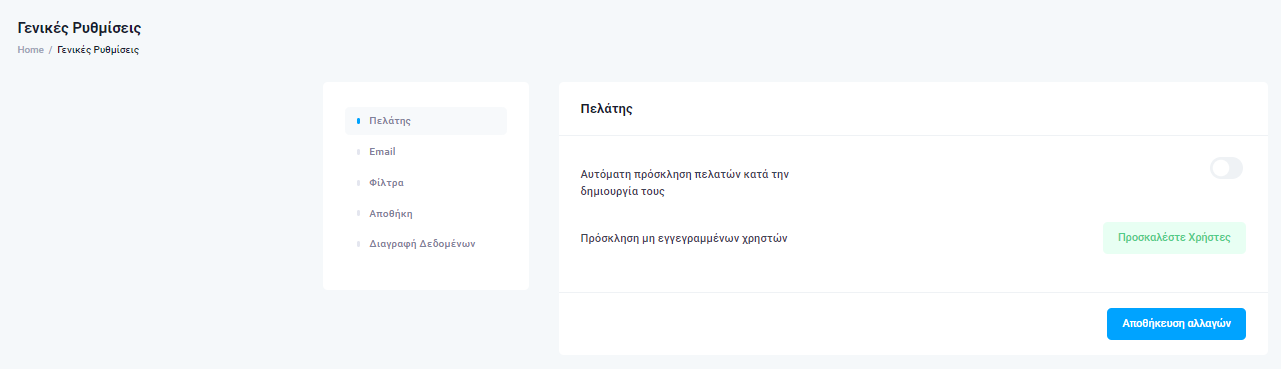 Γενικές Ρυθμίσεις
Home / Γενικές Ρυθμίσεις
Πελάτης
Email
Φίλτρα
Αποθήκη
Διαγραφή Δεδομένων
Πελάτης
Αυτόματη πρόσκληση πελατών κατά την
δημιουργία τους
Πρόσκληση μη εγγεγραμμένων χρηστών
Προσκαλέστε Χρήστες
Αποθήκευση αλλαγών